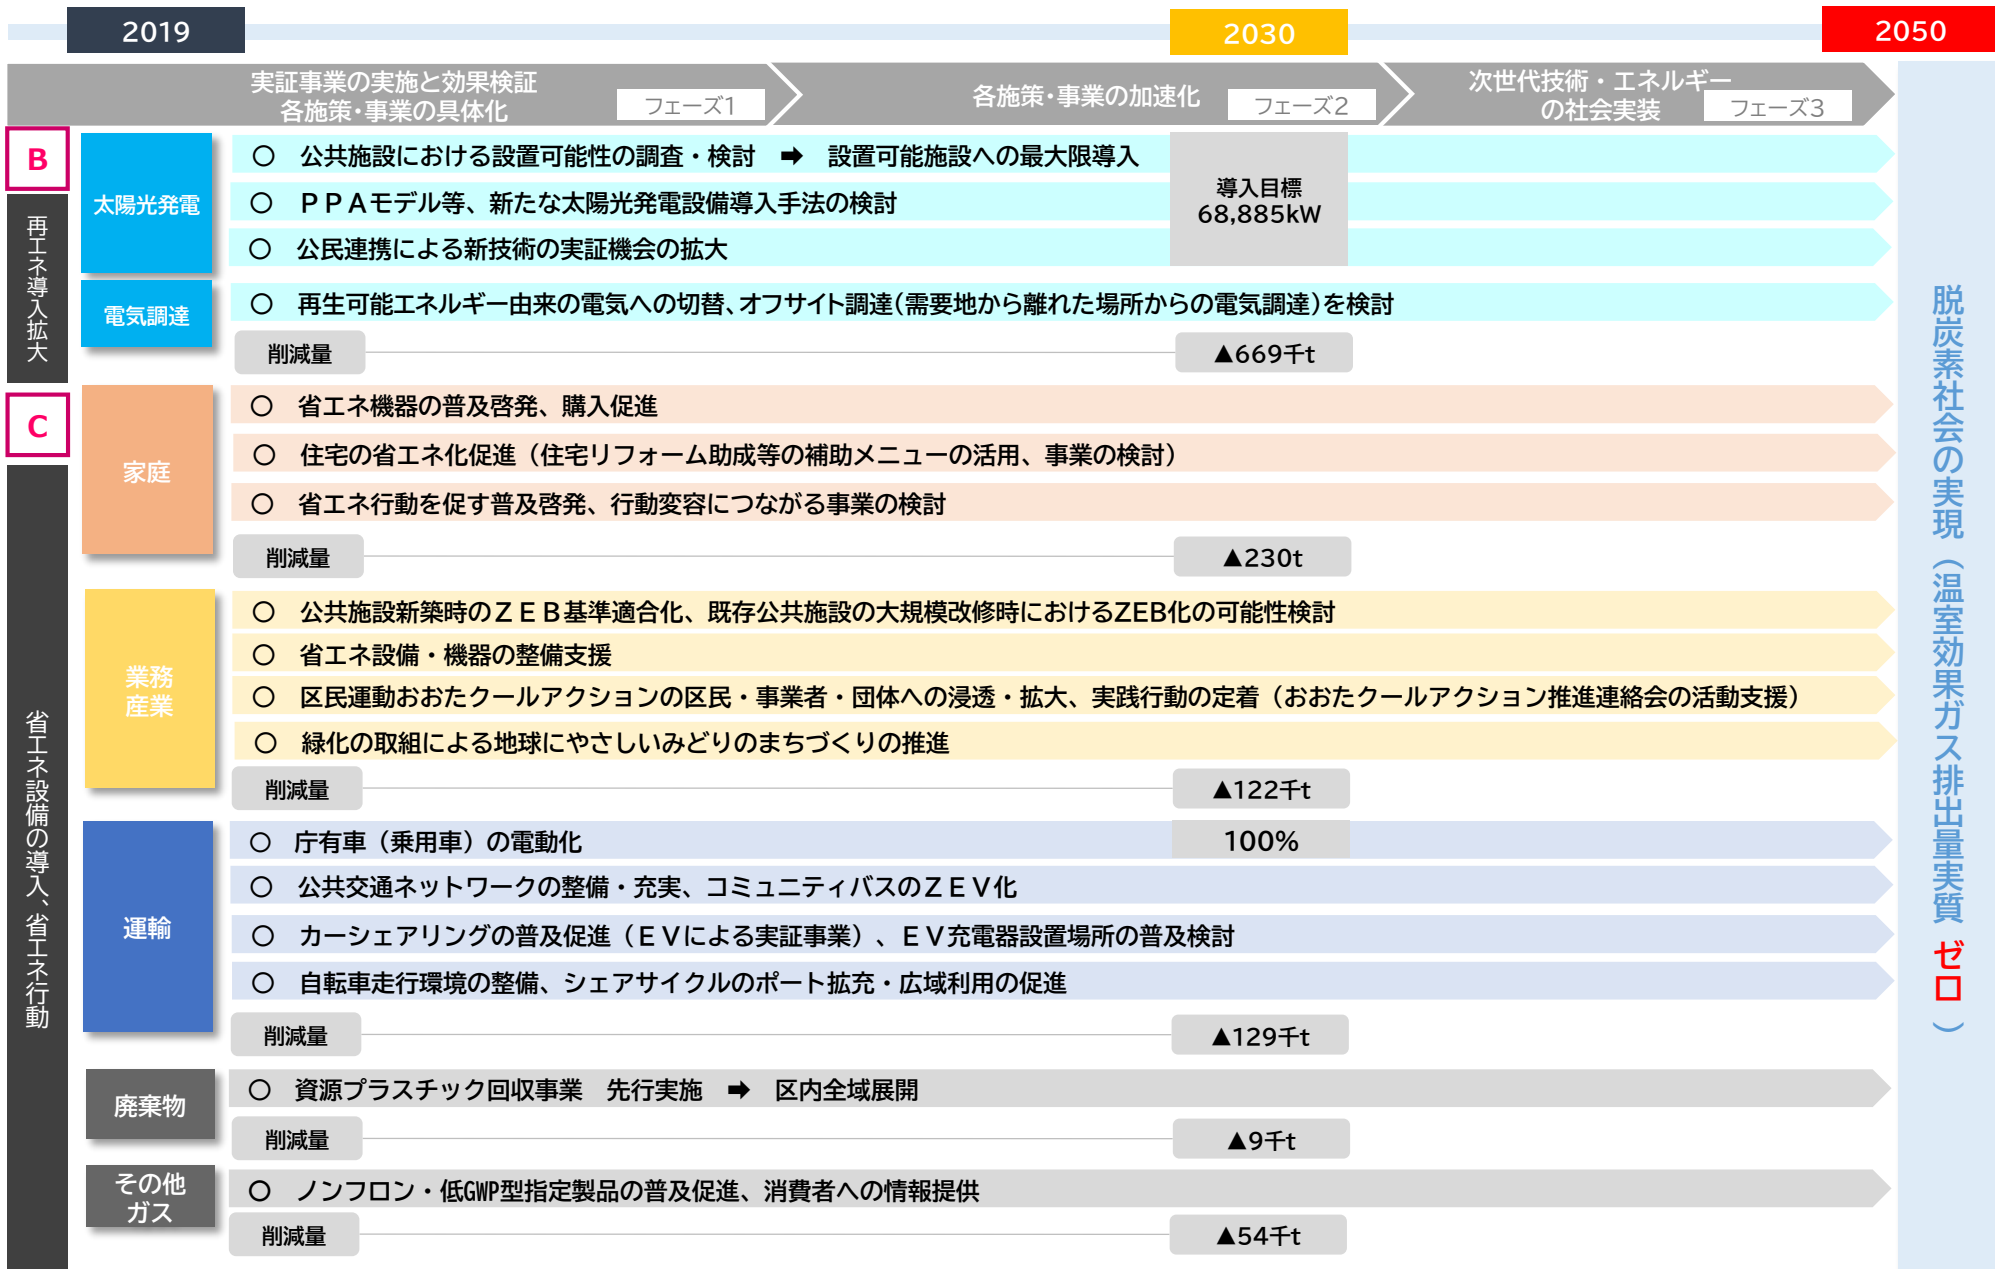 2019
2030
2050
実証事業の実施と効果検証
各施策・事業の具体化
フェーズ1
各施策・事業の加速化
フェーズ2
次世代技術・エネルギー
の社会実装
フェーズ3
B
再エネ導入拡大
太陽光発電
○ 公共施設における設置可能性の調査・検討 ➡ 設置可能施設への最大限導入
○ ＰＰＡモデル等、新たな太陽光発電設備導入手法の検討
○ 公民連携による新技術の実証機会の拡大
導入目標
68,885kW
電気調達
○ 再生可能エネルギー由来の電気への切替、オフサイト調達（需要地から離れた場所からの電気調達）を検討
削減量
▲669千t
C
省エネ設備の導入、省エネ行動
家庭
○ 省エネ機器の普及啓発、購入促進
○ 住宅の省エネ化促進（住宅リフォーム助成等の補助メニューの活用、事業の検討）
○ 省エネ行動を促す普及啓発、行動変容につながる事業の検討
削減量
▲230t
業務
産業
○ 公共施設新築時のＺＥＢ基準適合化、既存公共施設の大規模改修時におけるZEB化の可能性検討
○ 省エネ設備・機器の整備支援
○ 区民運動おおたクールアクションの区民・事業者・団体への浸透・拡大、実践行動の定着（おおたクールアクション推進連絡会の活動支援）
○ 緑化の取組による地球にやさしいみどりのまちづくりの推進
削減量
▲122千t
運輸
○ 庁有車（乗用車）の電動化
100%
○ 公共交通ネットワークの整備・充実、コミュニティバスのＺＥＶ化
○ カーシェアリングの普及促進（ＥＶによる実証事業）、ＥＶ充電器設置場所の普及検討
○ 自転車走行環境の整備、シェアサイクルのポート拡充・広域利用の促進
削減量
▲129千t
廃棄物
○ 資源プラスチック回収事業 先行実施 ➡ 区内全域展開
削減量
▲9千t
その他
ガス
○ ノンフロン・低GWP型指定製品の普及促進、消費者への情報提供
削減量
▲54千t
脱炭素社会の実現（温室効果ガス排出量実質 ゼロ ）